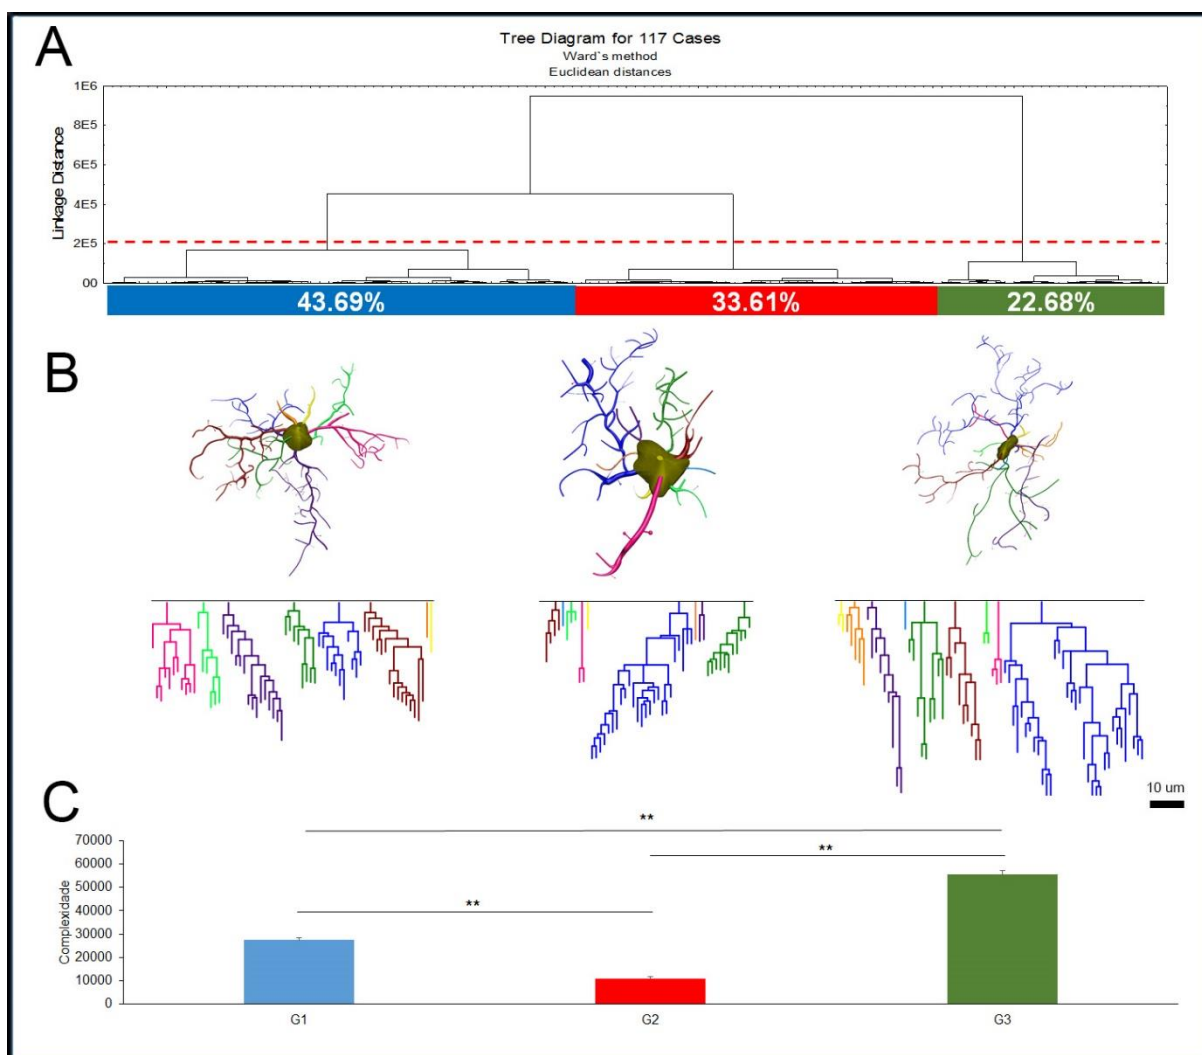 A
Tree Diagram for 117 Cases
Ward`s method
Euclidean distances
Linkage Distance
1E6
8E5
6E5
4E5
2E5
00
43.69%
33.61%
22.68%
B
10 um
C
Complexidade
70000
60000
50000
40000
30000
20000
10000
0
**
**
**
G1
G2
G3